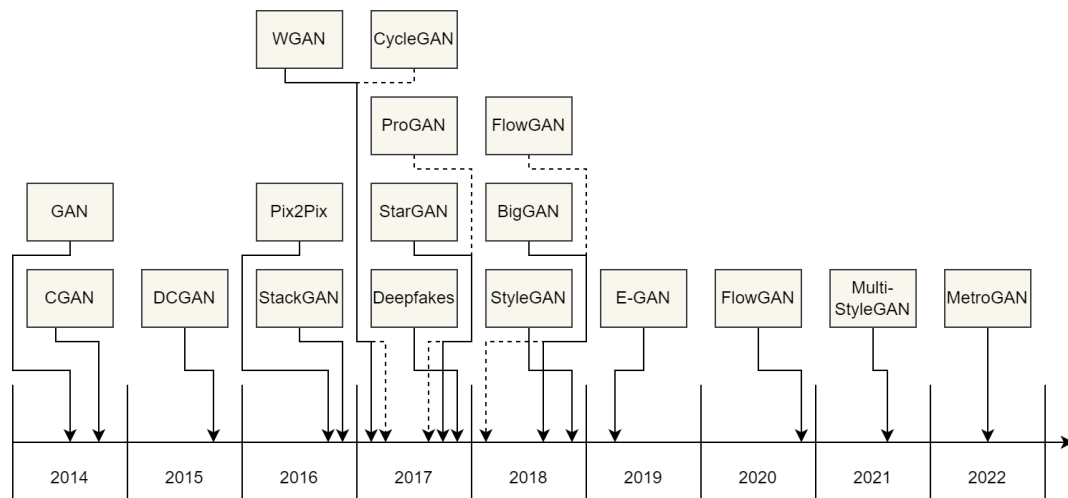 WGAN
CycleGAN
ProGAN
FlowGAN
GAN
Pix2Pix
StarGAN
BigGAN
CGAN
DCGAN
StackGAN
Deepfakes
StyleGAN
E-GAN
FlowGAN
Multi-
StyleGAN
MetroGAN
2014
2015
2016
2017
2018
2019
2020
2021
2022